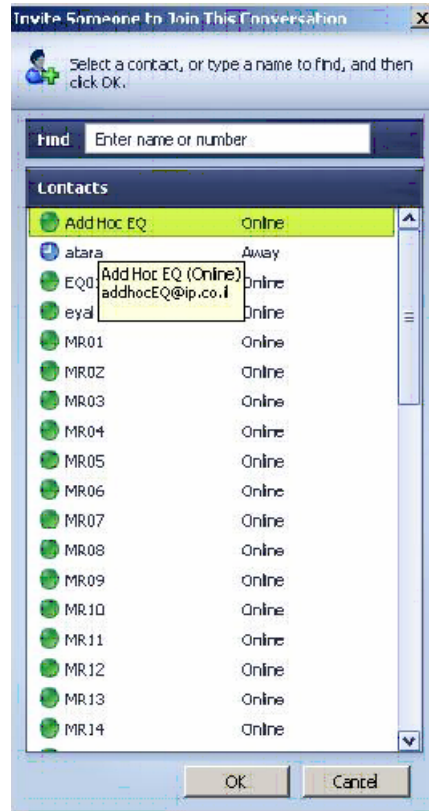 Invite Someone to Join This Conversation X
Select a contact, or type a name to find, and then
click OK.
Find Enter name or number
Contacts
Add Hoc EQ Online
atara Away
Add Hoc EQ (Online)
addhocEQ@ip.co.il
Online
eyal Online
MR01 Online
MR02 Online
MR03 Online
MR04 Online
MR05 Online
MR06 Online
MR07 Online
MR08 Online
MR09 Online
MR10 Online
MR11 Online
MR12 Online
MR13 Online
MR14 Online
OK Cancel